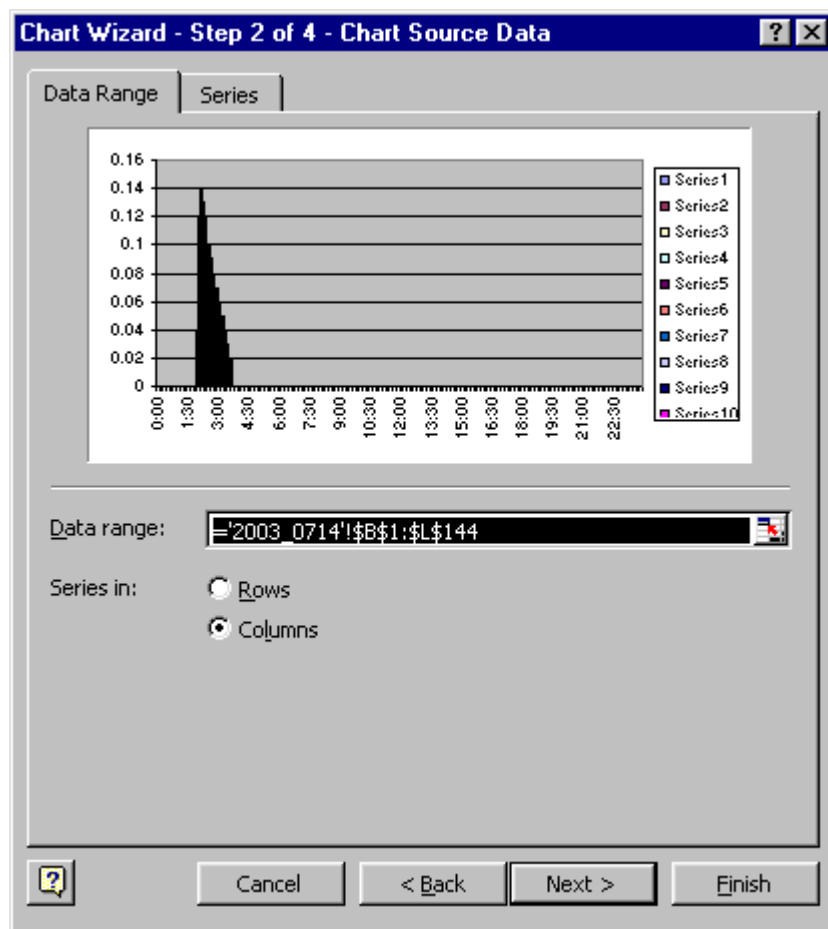 Chart Wizard - Step 2 of 4 - Chart Source Data
Data Range
Series
0.16
0.14
0.12
0.1
0.08
0.06
0.04
0.02
0
0:00
1:30
3:00
4:30
6:00
7:30
9:00
10:30
12:00
13:30
15:00
16:30
18:00
19:30
21:00
22:30
Series1
Series2
Series3
Series4
Series5
Series6
Series7
Series8
Series9
Series10
Data range:
='2003_0714'!$B$1:$L$144
Series in:
Rows
Columns
Cancel
< Back
Next >
Finish